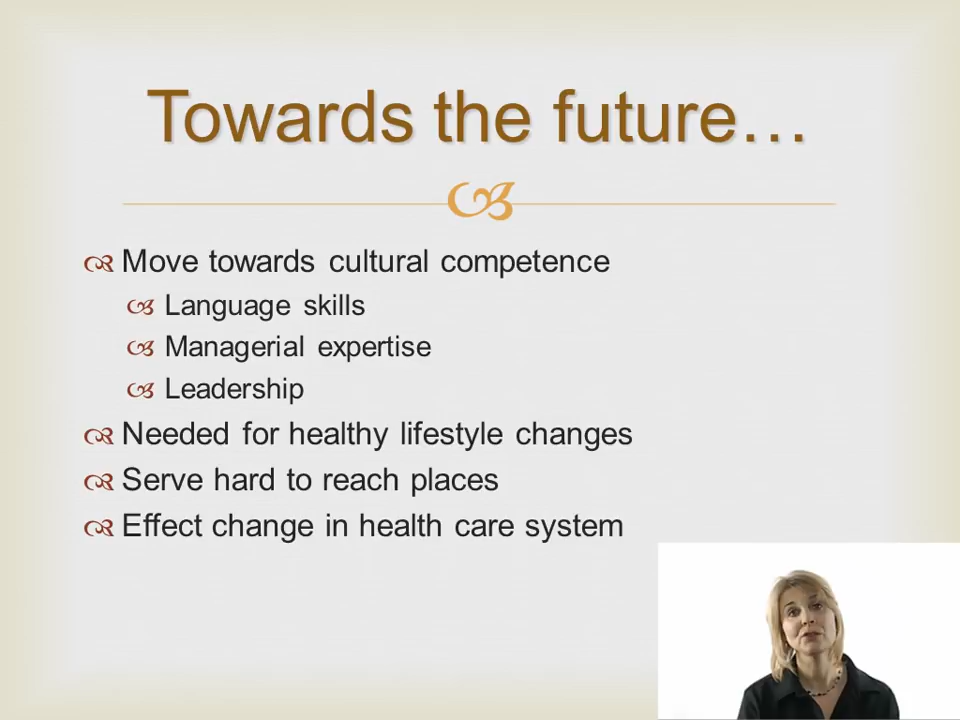 Towards the future…
Move towards cultural competence
Language skills
Managerial expertise
Leadership
Needed for healthy lifestyle changes
Serve hard to reach places
Effect change in health care system